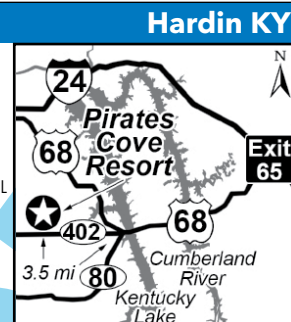 Hardin KY
N
24
Pirates
Cove
Resort
68
Exit
65
L
402
68
3.5 mi
80
Cumberland
River
Kentucky
Lake